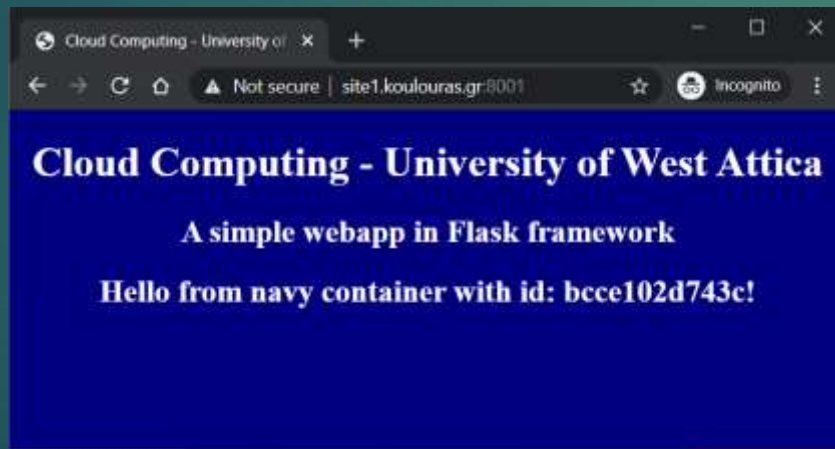 Cloud Computing - University of
Not secure | site1.koulouras.gr:8001
Incognito
Cloud Computing - University of West Attica
A simple webapp in Flask framework
Hello from navy container with id: bcce102d743c!